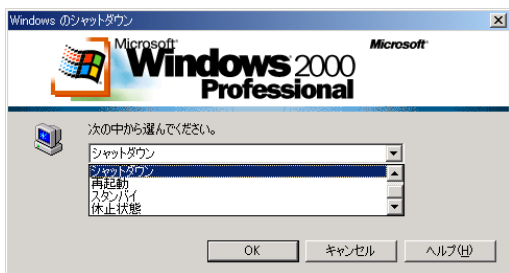 Windows のシャットダウン
Microsoft
Windows 2000
Professional
Microsoft
次の中から選んでください。
シャットダウン
シャットダウン
再起動
スタンバイ
休止状態
OK
キャンセル
ヘルプ(H)